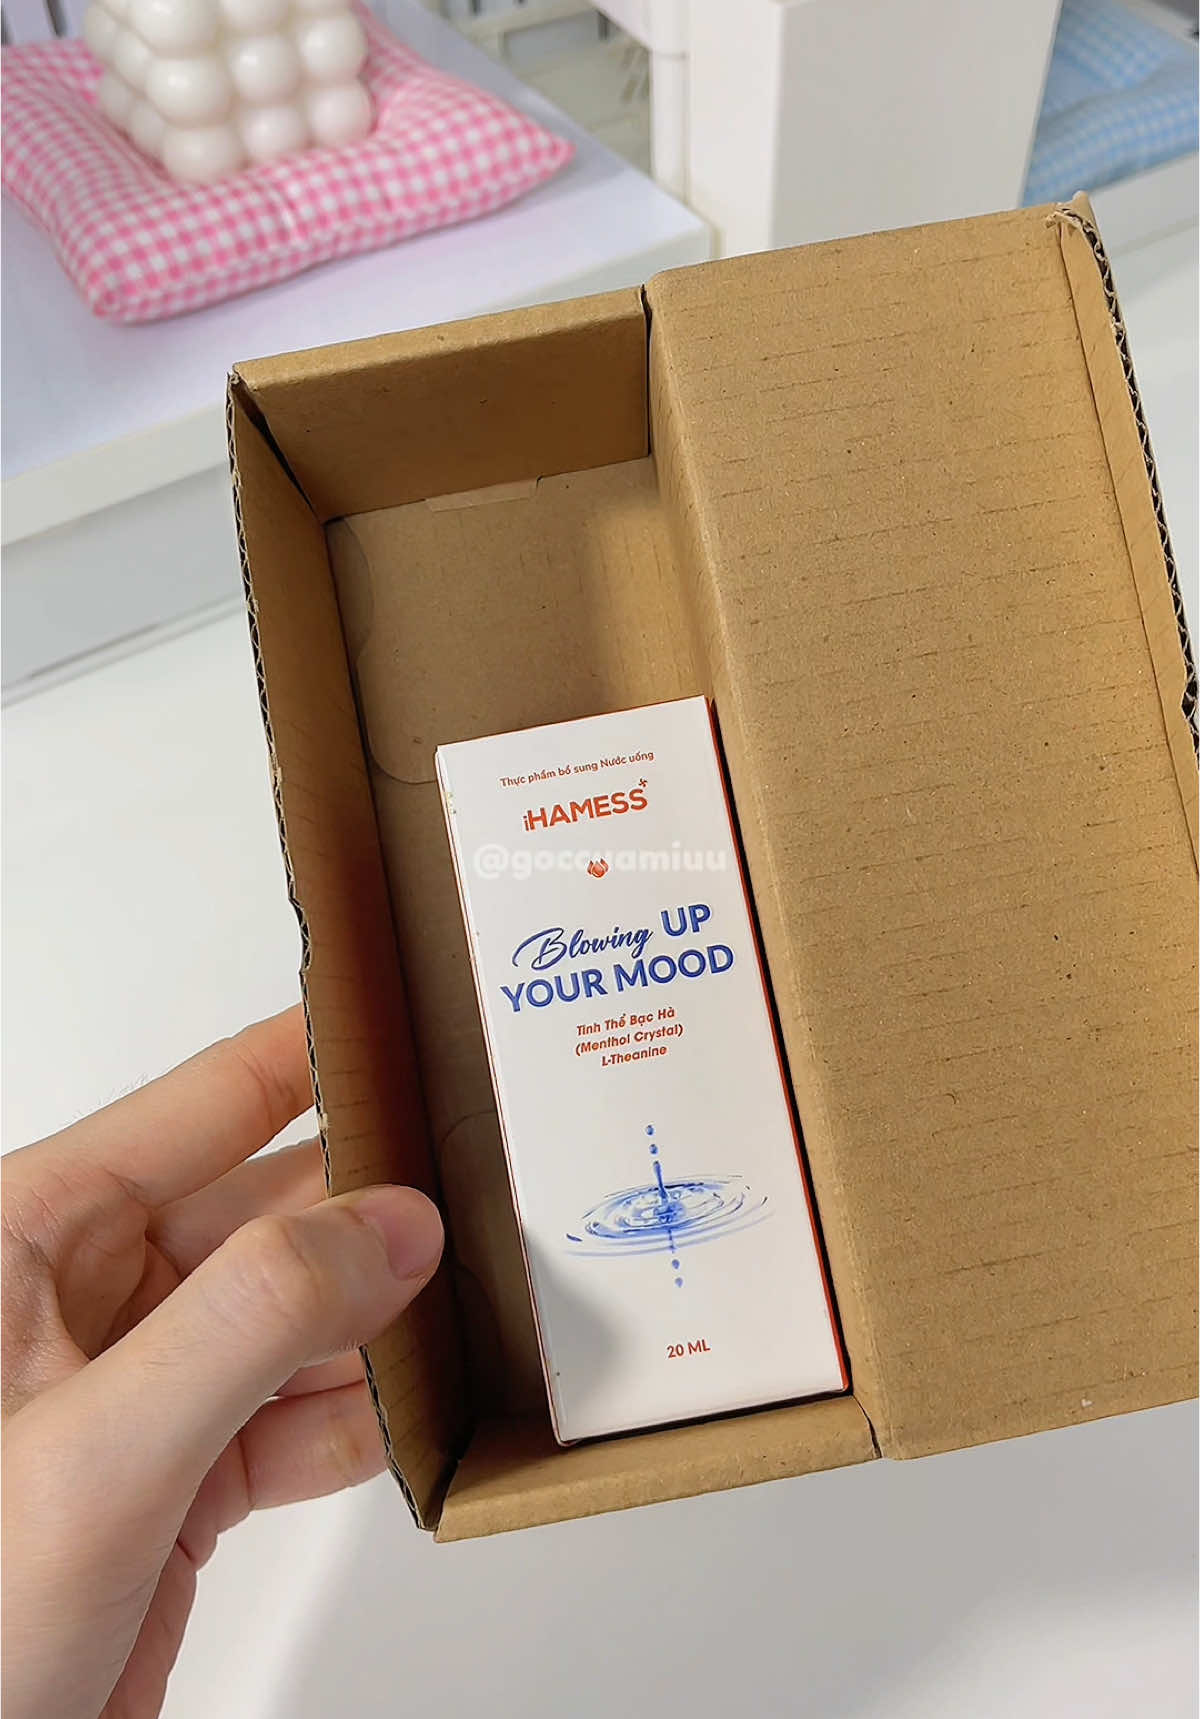 Thực phẩm bổ sung Nước uống
iHAMESS+
@goccuamiuu
Blowing UP
YOUR MOOD
Tinh Thể Bạc Hà
(Menthol Crystal)
L-Theanine
20 ML